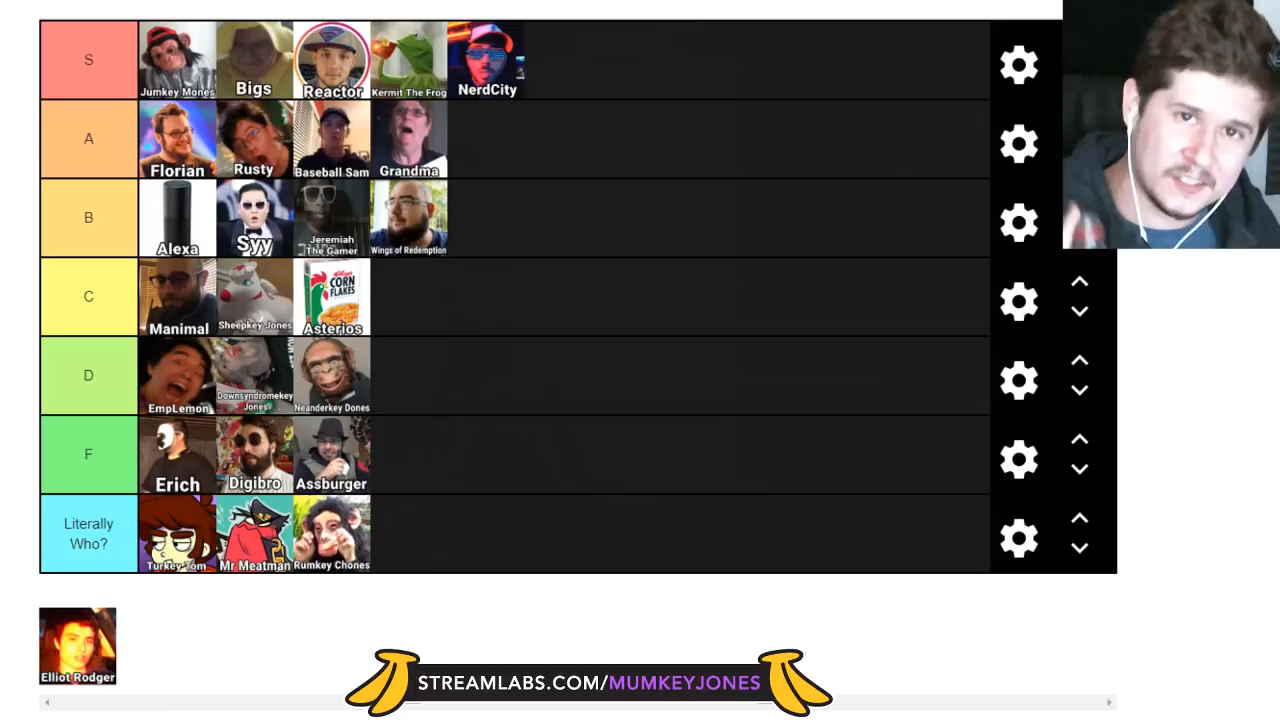 S
Jumkey Mones
Bigs
Reactor
Kermit The Frog
NerdCity
A
Florian
Rusty
Baseball Sam
Grandma
B
Alexa
Syy
Jeremiah
The Gamer
Wings of Redemption
C
Manimal
Sheepkey Jones
Kellogg's
CORN
FLAKES
Asterios
D
EmpLemon
Downsyndromekey
Jones
Neanderkey Dones
F
Erich
Digibro
Assburger
Literally
Who?
Turkey Tom
Mr Meatman
Rumkey Chones
Elliot Rodger
STREAMLABS.COM/MUMKEYJONES